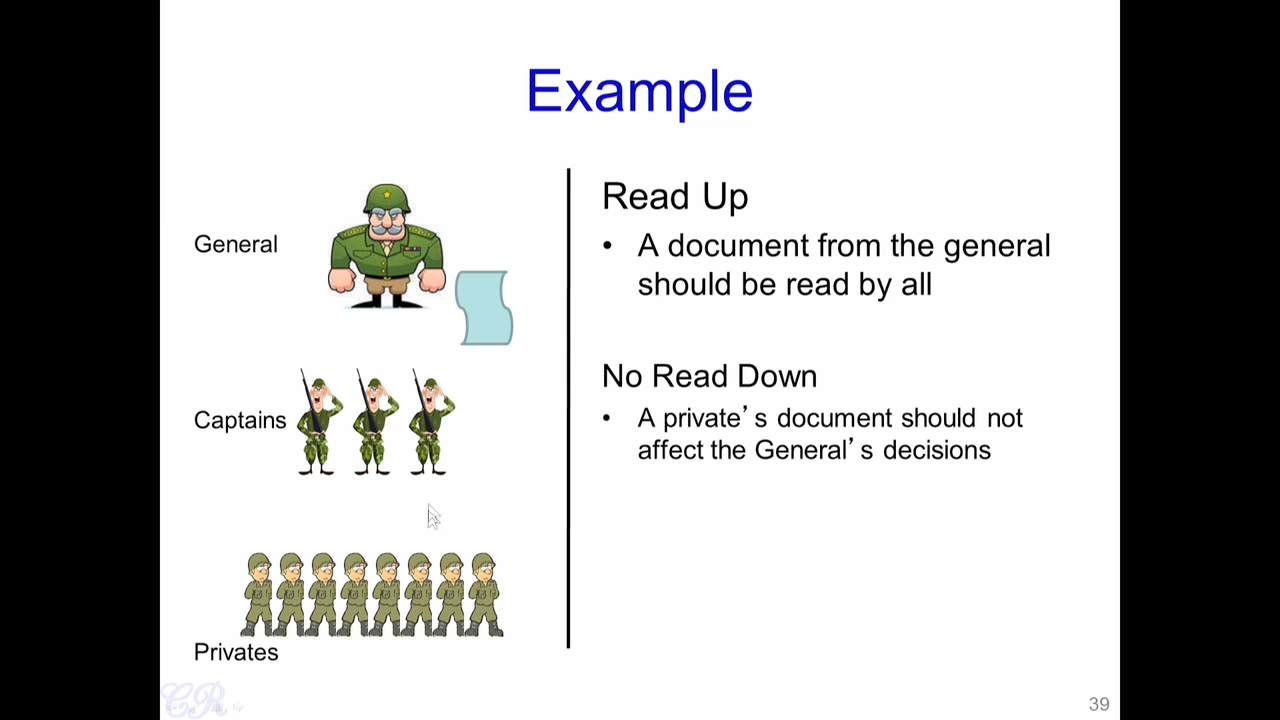 Example
General
Captains
Privates
Read Up
• A document from the general
should be read by all
No Read Down
• A private’s document should not
affect the General’s decisions
CR
39